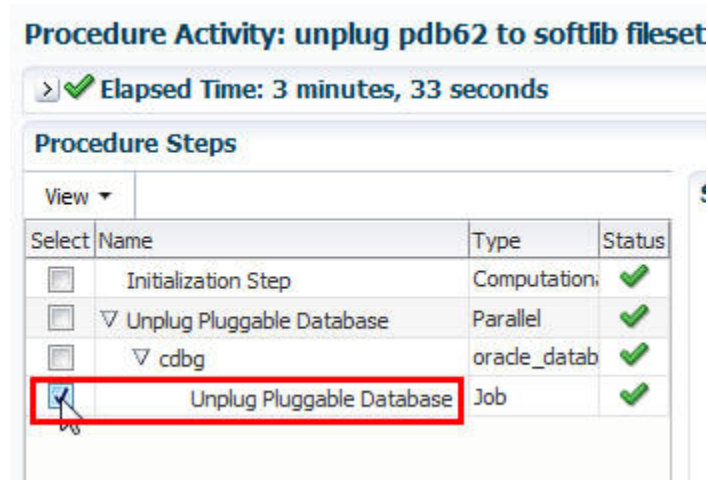 Procedure Activity: unplug pdb62 to softlib fileset
Elapsed Time: 3 minutes, 33 seconds
Procedure Steps
View
Select Name Type Status
Initialization Step Computation
Unplug Pluggable Database Parallel
cdbg oracle_datab
Unplug Pluggable Database Job